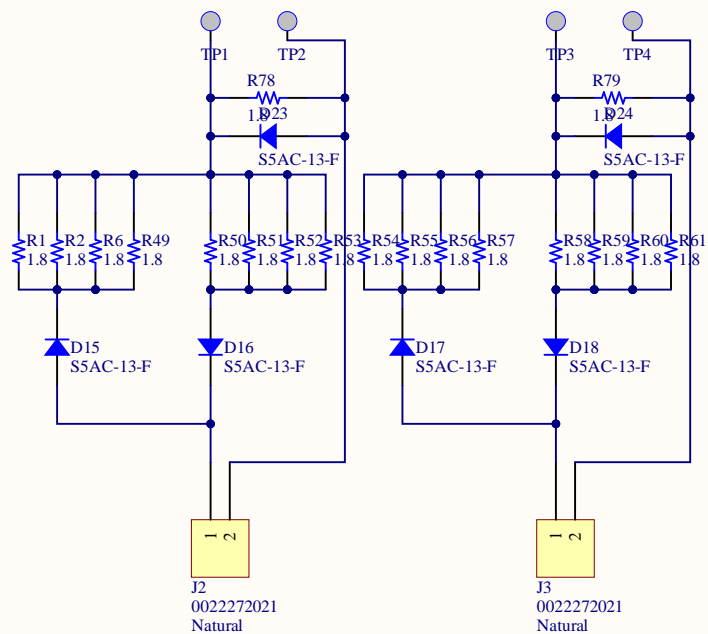 TP1
TP2
TP3
TP4
R78
1.8
D23
S5AC-13-F
R79
1.8
D24
S5AC-13-F
R1
1.8
R2
1.8
R6
1.8
R49
1.8
R50
1.8
R51
1.8
R52
1.8
R53
1.8
R54
1.8
R55
1.8
R56
1.8
R57
1.8
R58
1.8
R59
1.8
R60
1.8
R61
1.8
D15
S5AC-13-F
D16
S5AC-13-F
D17
S5AC-13-F
D18
S5AC-13-F
1
2
J2
0022272021
Natural
1
2
J3
0022272021
Natural